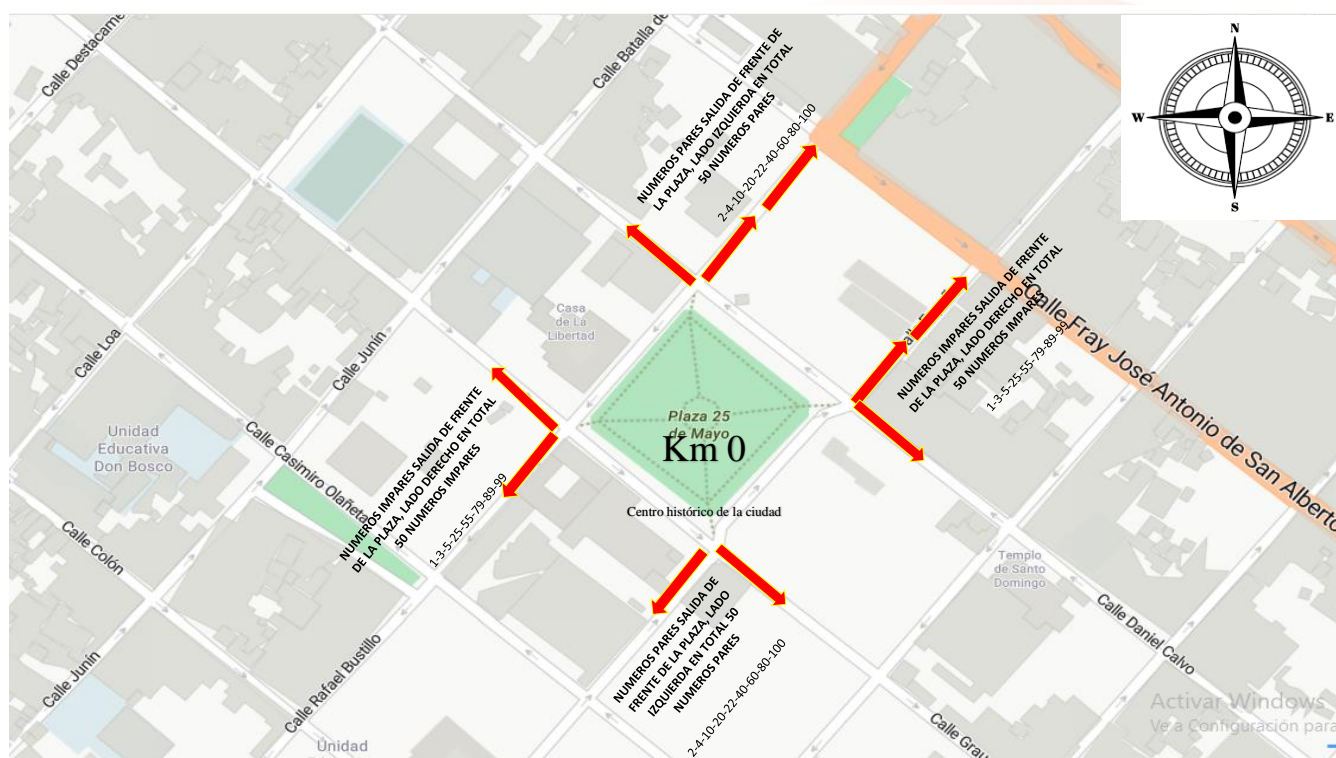 Calle Destacame
Calle Batalla de
NUMEROS PARES SALIDA DE FRENTE DE
LA PLAZA, LADO IZQUIERDA EN TOTAL
50 NUMEROS PARES
2-4-10-20-22-40-60-80-100
N
W
E
S
Casa
de La
Libertad
Calle Loa
Calle Junín
NUMEROS IMPARES SALIDA DE FRENTE
DE LA PLAZA, LADO DERECHO EN TOTAL
50 NUMEROS IMPARES
1-3-5-25-55-79-89-99
Calle Fray José Antonio de San Alberto
Plaza 25
de Mayo
Km 0
Centro histórico de la ciudad
Unidad
Educativa
Don Bosco
Calle Casimiro Olañeta
NUMEROS IMPARES SALIDA DE FRENTE
DE LA PLAZA, LADO DERECHO EN TOTAL
50 NUMEROS IMPARES
1-3-5-25-55-79-89-99
Calle Colón
Templo
de Santo
Domingo
NUMEROS PARES SALIDA DE
FRENTE DE LA PLAZA, LADO
IZQUIERDA EN TOTAL 50
NUMEROS PARES
2-4-10-20-22-40-60-80-100
Calle Daniel Calvo
Calle Junín
Calle Rafael Bustillo
Unidad
Calle Grau
Activar Windows
Ve a Configuración para